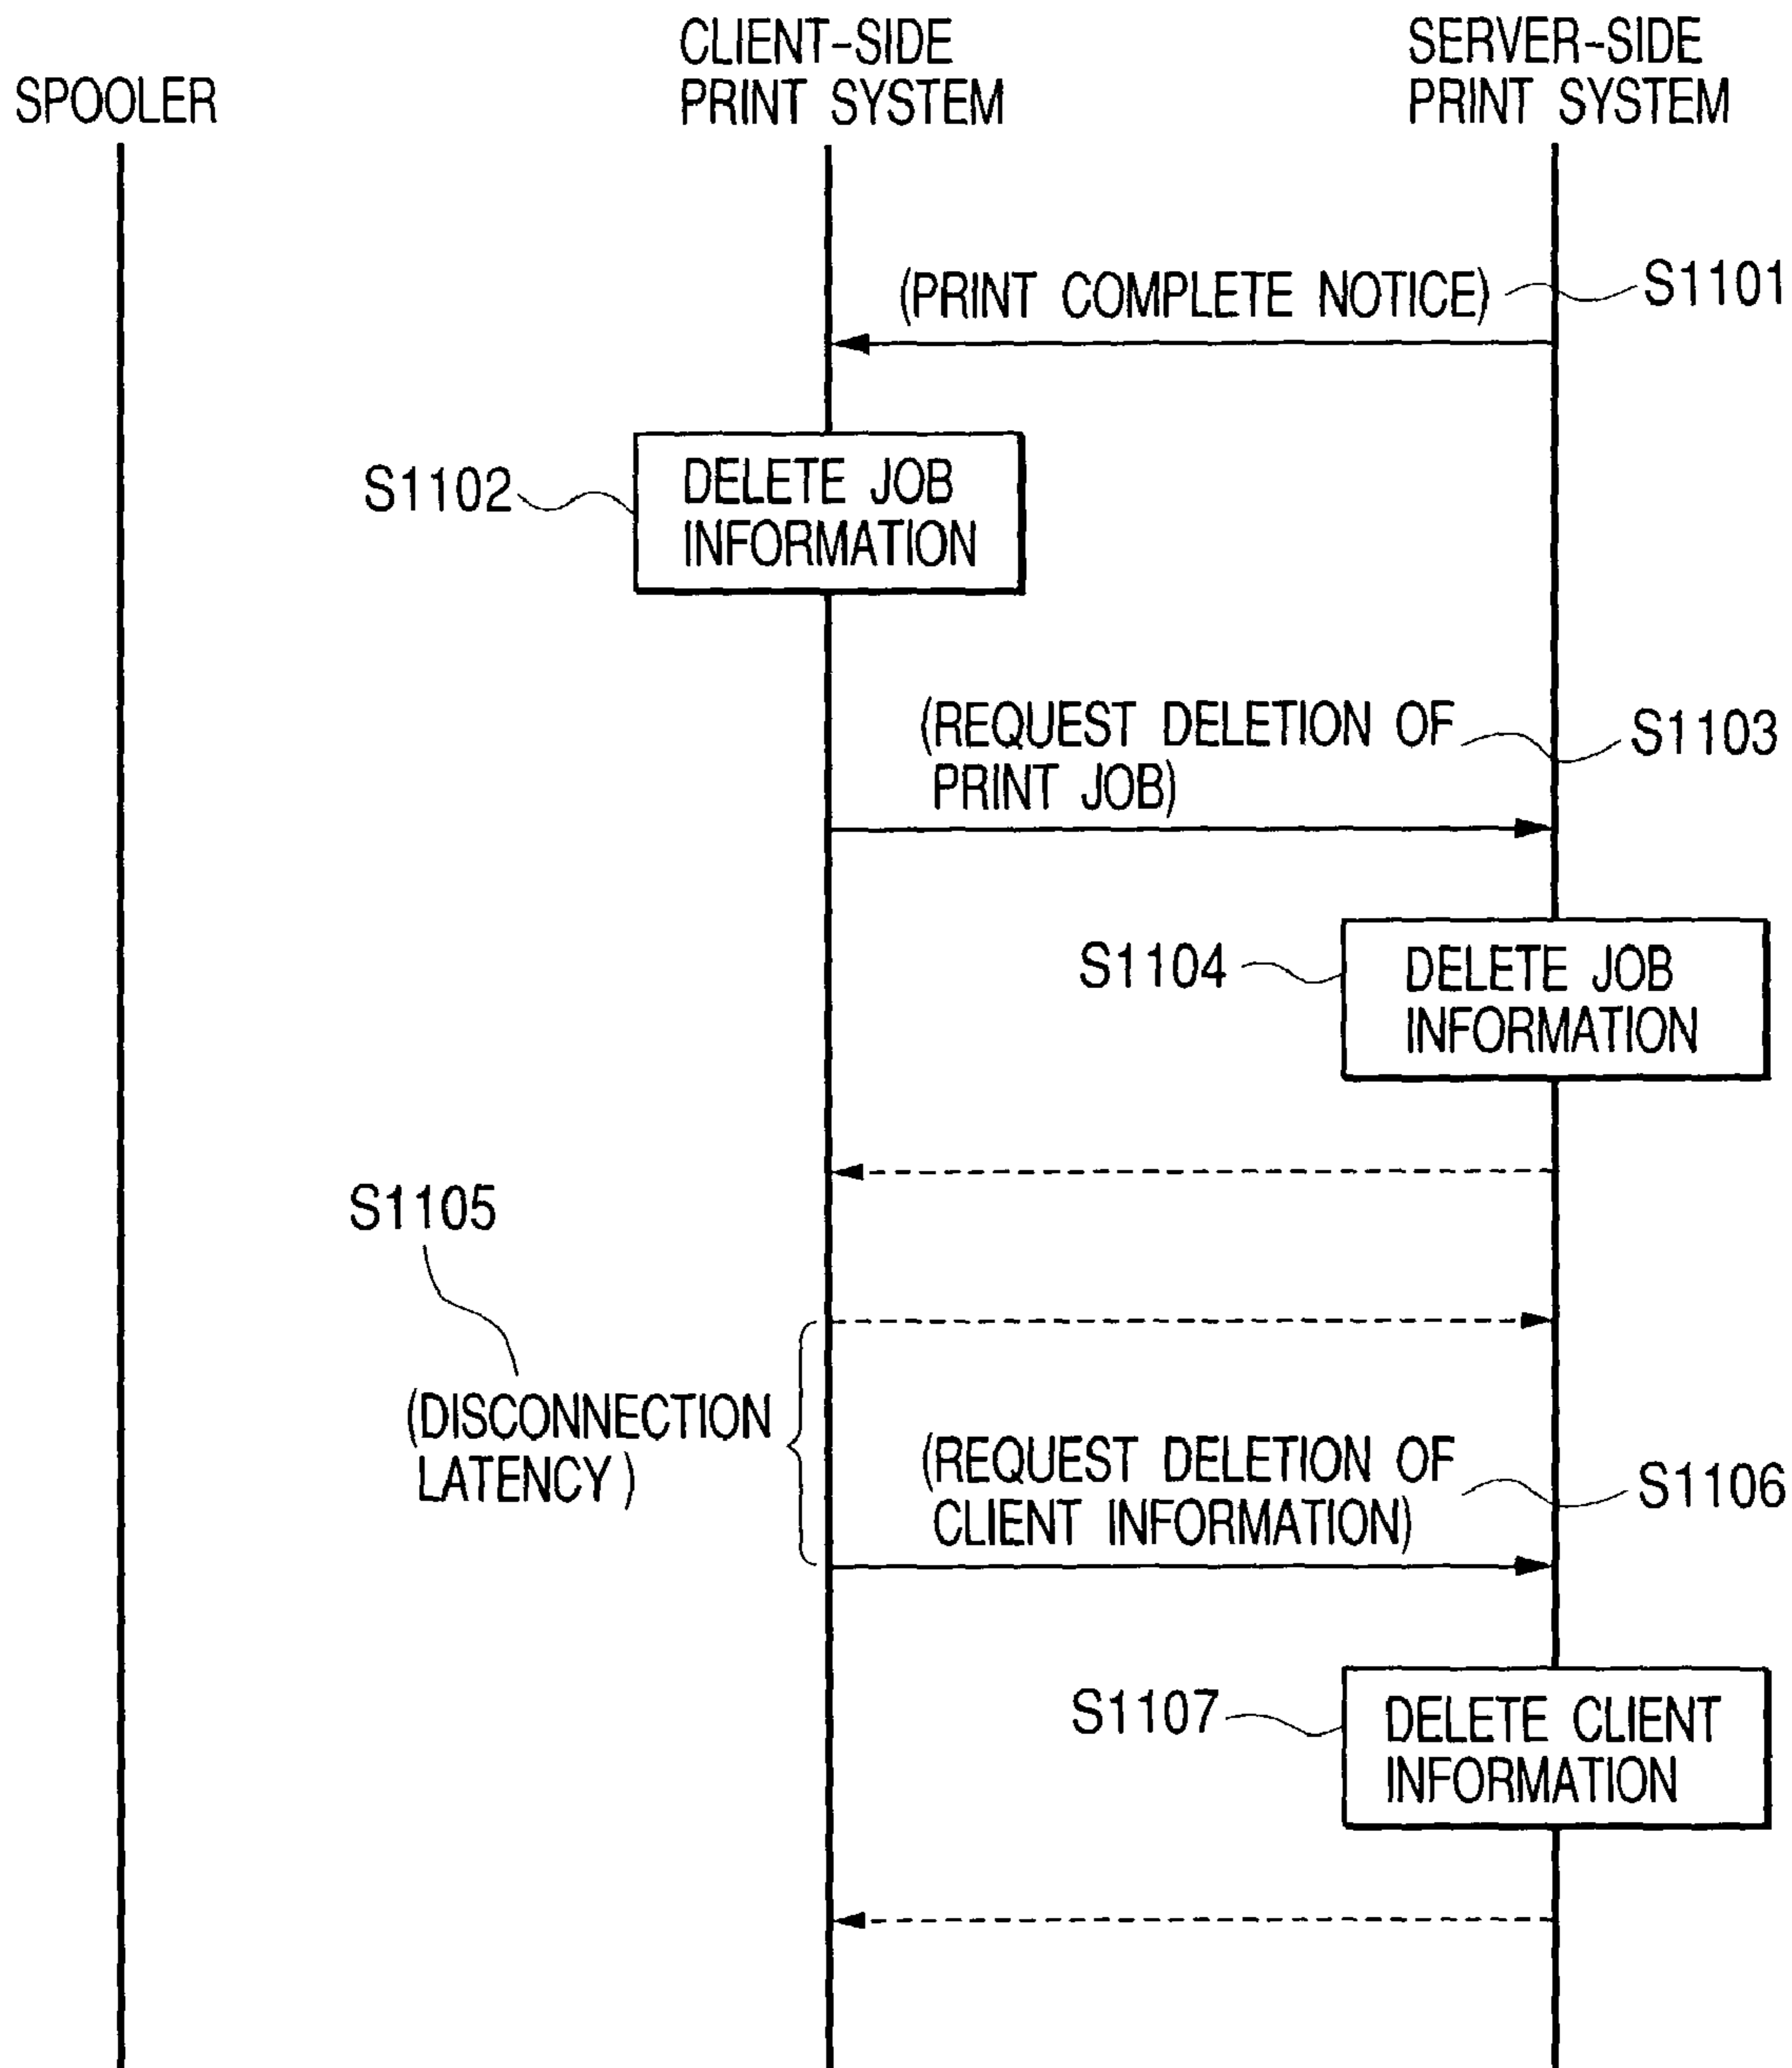 SPOOLER
CLIENT-SIDE
PRINT SYSTEM
SERVER-SIDE
PRINT SYSTEM
(PRINT COMPLETE NOTICE)
S1101
S1102
DELETE JOB
INFORMATION
(REQUEST DELETION OF
PRINT JOB)
S1103
S1104
DELETE JOB
INFORMATION
S1105
(DISCONNECTION
LATENCY)
(REQUEST DELETION OF
CLIENT INFORMATION)
S1106
S1107
DELETE CLIENT
INFORMATION